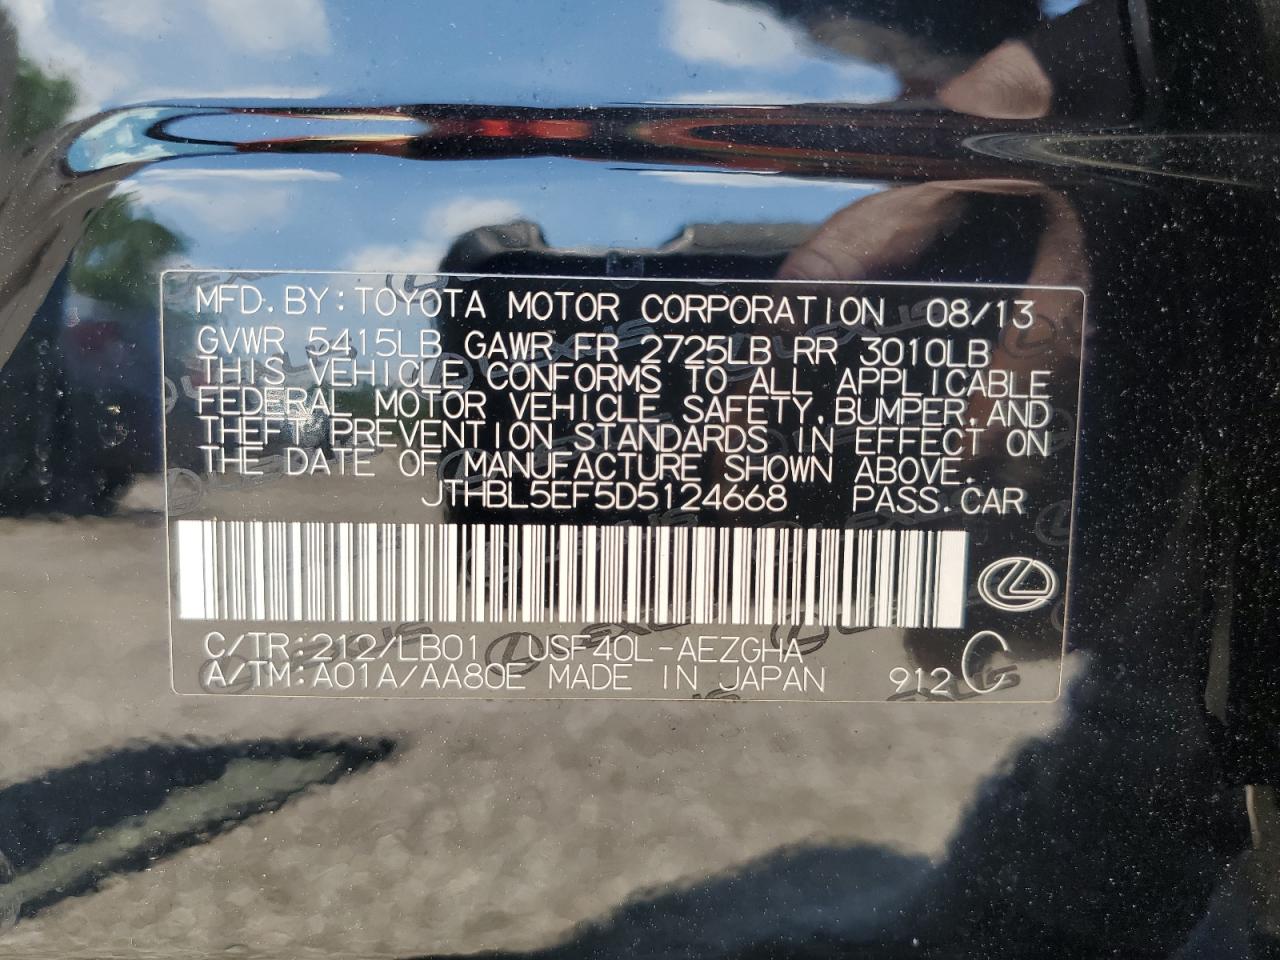 MFD.BY:TOYOTA MOTOR CORPORATION 08/13
GVWR 5415LB GAWR FR 2725LB RR 3010LB
THIS VEHICLE CONFORMS TO ALL APPLICABLE
FEDERAL MOTOR VEHICLE SAFETY,BUMPER,AND
THEFT PREVENTION STANDARDS IN EFFECT ON
THE DATE OF MANUFACTURE SHOWN ABOVE.
JTHBL5EF5D5124668 PASS.CAR
C/TR:212/LB01 USF40L-AEZGHA
A/TM:A01A/AA80E MADE IN JAPAN 912 C